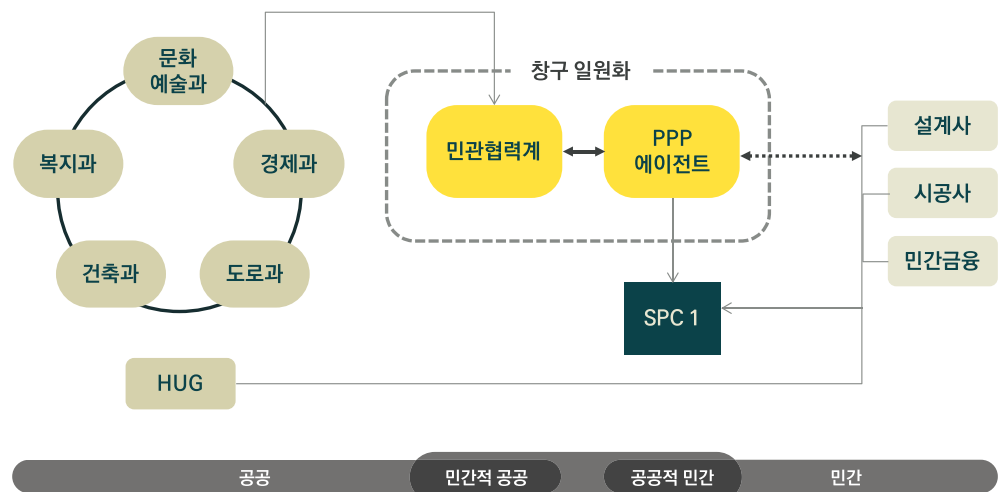 문화
예술과
복지과
경제과
건축과
도로과
HUG
창구 일원화
민관협력계
PPP
에이전트
SPC 1
설계사
시공사
민간금융
공공
민간적 공공
공공적 민간
민간